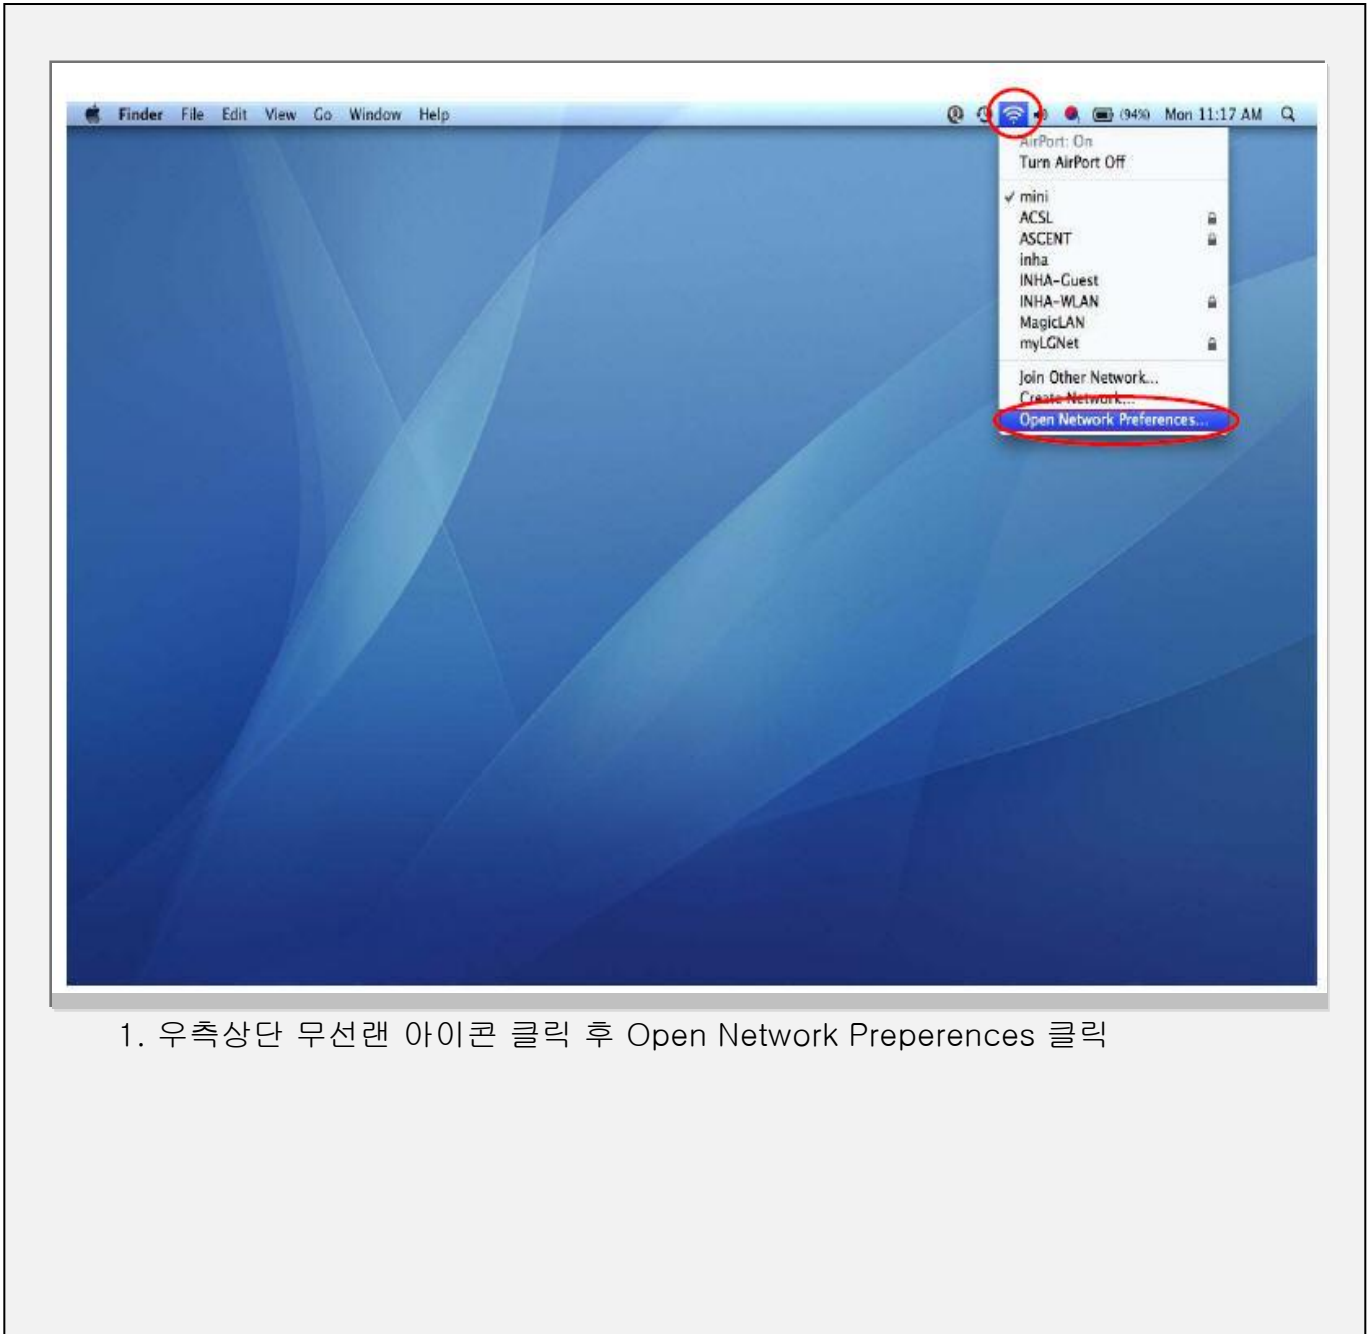 Finder File Edit View Go Window Help (94%) Mon 11:17 AM
AirPort: On
Turn AirPort Off
✓ mini
ACSL
ASCENT
inha
INHA-Guest
INHA-WLAN
MagicLAN
myLGNet
Join Other Network...
Create Network...
Open Network Preferences...
1. 우측상단 무선랜 아이콘 클릭 후 Open Network Preperences 클릭